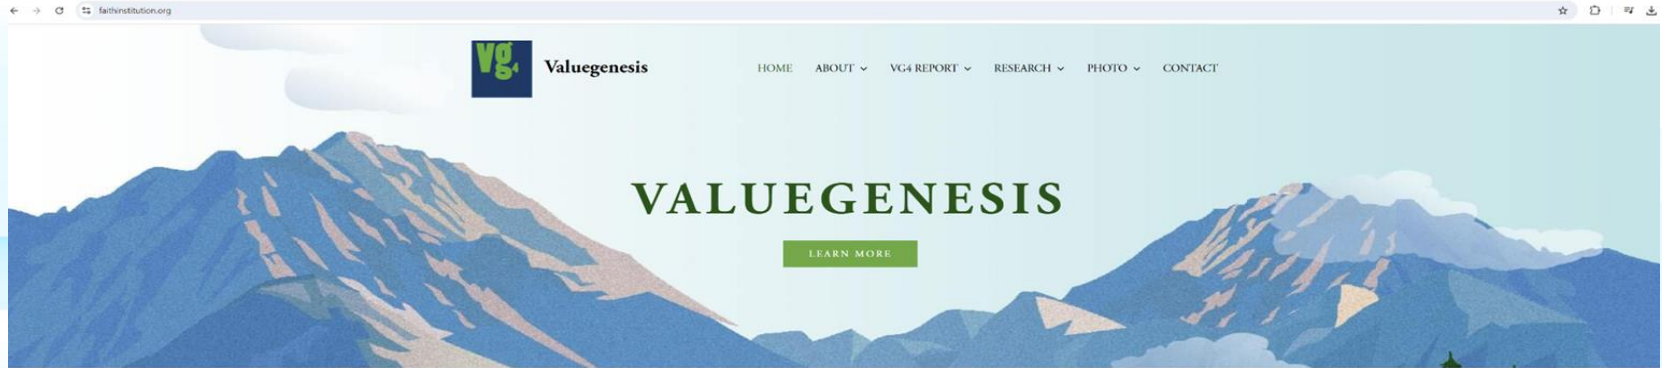 faithinstitution.org
Vg4 Valuegenesis HOME ABOUT VG4 REPORT RESEARCH PHOTO CONTACT
VALUEGENESIS
LEARN MORE